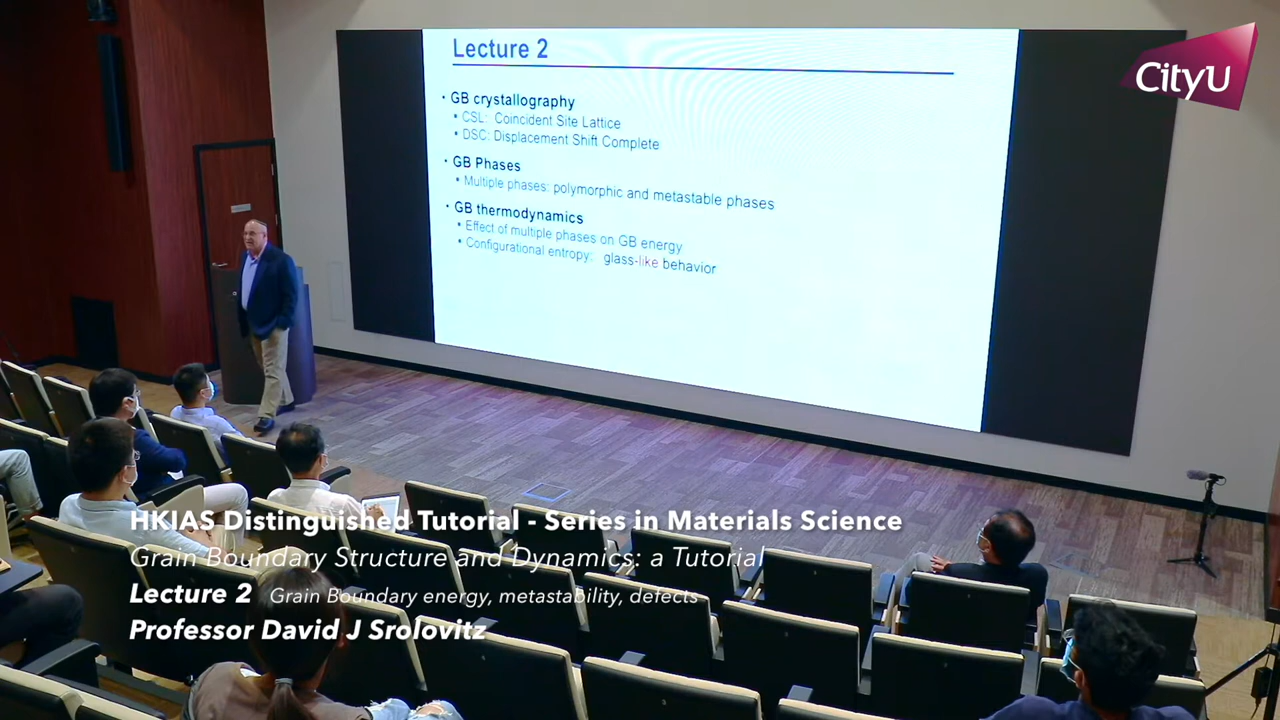 Lecture 2
CityU
• GB crystallography
• CSL: Coincident Site Lattice
• DSC: Displacement Shift Complete
• GB Phases
• Multiple phases: polymorphic and metastable phases
• GB thermodynamics
• Effect of multiple phases on GB energy
• Configurational entropy: glass-like behavior
HKIAS Distinguished Tutorial - Series in Materials Science
Grain Boundary Structure and Dynamics: a Tutorial
Lecture 2 Grain Boundary energy, metastability, defects
Professor David J Srolovitz